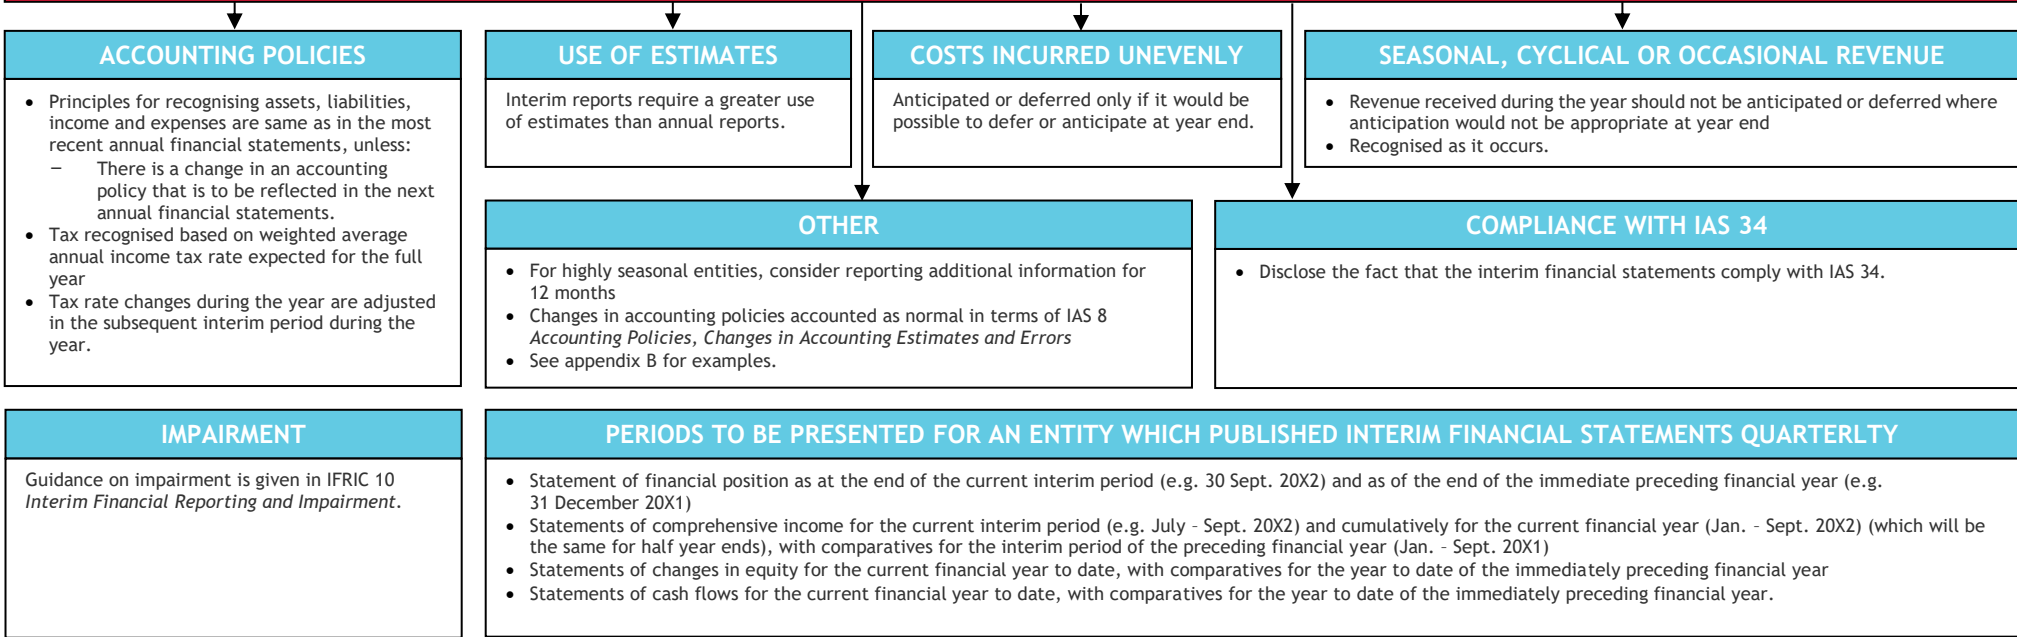 ACCOUNTING POLICIES
• Principles for recognising assets, liabilities,
income and expenses are same as in the most
recent annual financial statements, unless:
− There is a change in an accounting
policy that is to be reflected in the next
annual financial statements.
• Tax recognised based on weighted average
annual income tax rate expected for the full
year
• Tax rate changes during the year are adjusted
in the subsequent interim period during the
year.
USE OF ESTIMATES
Interim reports require a greater use
of estimates than annual reports.
COSTS INCURRED UNEVENLY
Anticipated or deferred only if it would be
possible to defer or anticipate at year end.
SEASONAL, CYCLICAL OR OCCASIONAL REVENUE
• Revenue received during the year should not be anticipated or deferred where
anticipation would not be appropriate at year end
• Recognised as it occurs.
OTHER
• For highly seasonal entities, consider reporting additional information for
12 months
• Changes in accounting policies accounted as normal in terms of IAS 8
Accounting Policies, Changes in Accounting Estimates and Errors
• See appendix B for examples.
COMPLIANCE WITH IAS 34
• Disclose the fact that the interim financial statements comply with IAS 34.
IMPAIRMENT
Guidance on impairment is given in IFRIC 10
Interim Financial Reporting and Impairment.
PERIODS TO BE PRESENTED FOR AN ENTITY WHICH PUBLISHED INTERIM FINANCIAL STATEMENTS QUARTERLTY
• Statement of financial position as at the end of the current interim period (e.g. 30 Sept. 20X2) and as of the end of the immediate preceding financial year (e.g.
31 December 20X1)
• Statements of comprehensive income for the current interim period (e.g. July – Sept. 20X2) and cumulatively for the current financial year (Jan. – Sept. 20X2) (which will be
the same for half year ends), with comparatives for the interim period of the preceding financial year (Jan. – Sept. 20X1)
• Statements of changes in equity for the current financial year to date, with comparatives for the year to date of the immediately preceding financial year
• Statements of cash flows for the current financial year to date, with comparatives for the year to date of the immediately preceding financial year.